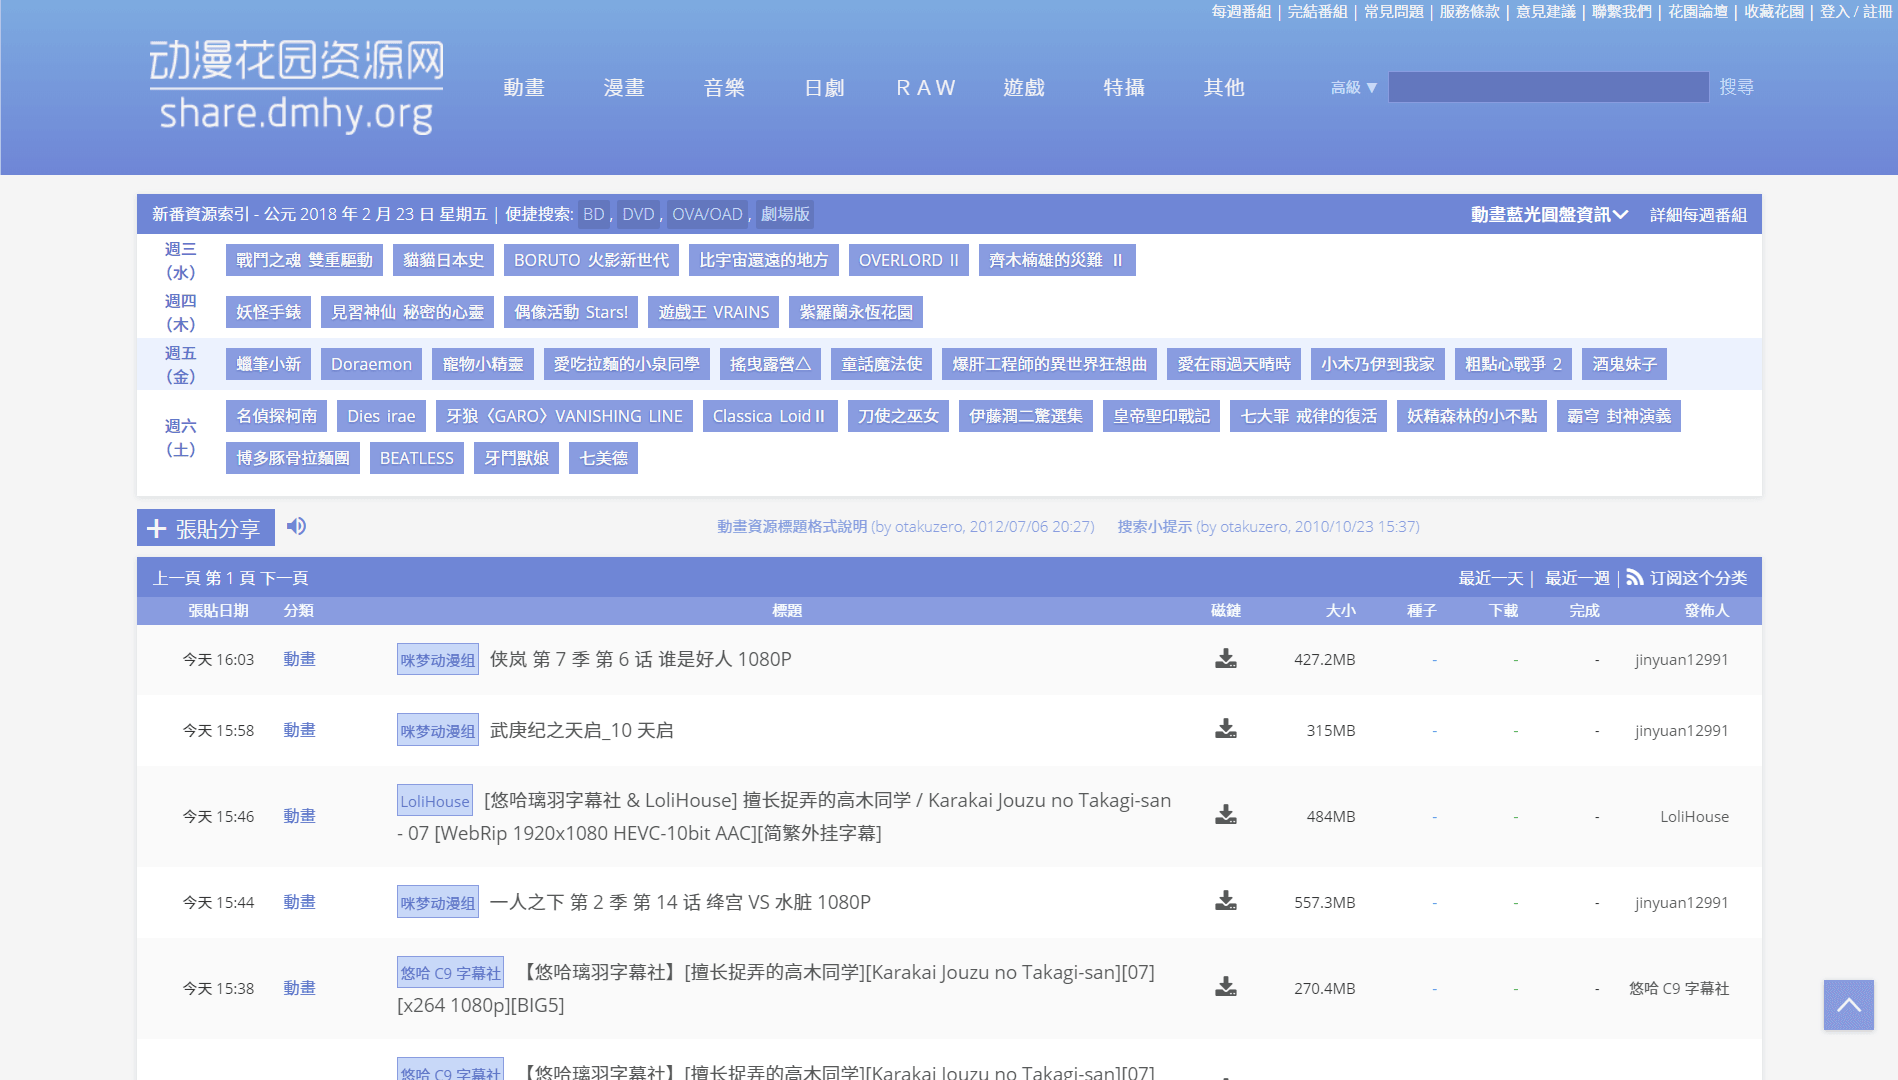 每週番組 | 完結番組 | 常見問題 | 服務條款 | 意見建議 | 聯繫我們 | 花園論壇 | 收藏花園 | 登入 / 註冊
动漫花园资源网
share.dmhy.org
動畫 漫畫 音樂 日劇 RAW 遊戲 特攝 其他 高級 ▼ 搜尋
新番資源索引 - 公元 2018 年 2 月 23 日 星期五 | 便捷搜索: BD , DVD , OVA/OAD , 劇場版 動畫藍光圓盤資訊 詳細每週番組
週三（水） 戰鬥之魂 雙重驅動 貓貓日本史 BORUTO 火影新世代 比宇宙還遠的地方 OVERLORD II 齊木楠雄的災難 II
週四（木） 妖怪手錶 見習神仙 秘密的心靈 偶像活動 Stars! 遊戲王 VRAINS 紫羅蘭永恆花園
週五（金） 蠟筆小新 Doraemon 寵物小精靈 愛吃拉麵的小泉同學 搖曳露營△ 童話魔法使 爆肝工程師的異世界狂想曲 愛在雨過天晴時 小木乃伊到我家 粗點心戰爭 2 酒鬼妹子
週六（土） 名偵探柯南 Dies irae 牙狼〈GARO〉VANISHING LINE Classica Loid II 刀使之巫女 伊藤潤二驚選集 皇帝聖印戰記 七大罪 戒律的復活 妖精森林的小不點 霸穹 封神演義
博多豚骨拉麵團 BEATLESS 牙鬥獸娘 七美德
張貼分享 動畫資源標題格式說明 (by otakuzero, 2012/07/06 20:27) 搜索小提示 (by otakuzero, 2010/10/23 15:37)
上一頁 第 1 頁 下一頁 最近一天 | 最近一週 | 订阅这个分类
張貼日期 分類 標題 磁鏈 大小 種子 下載 完成 發佈人
今天 16:03 動畫 咪梦动漫组 侠岚 第 7 季 第 6 话 谁是好人 1080P 427.2MB - - - jinyuan12991
今天 15:58 動畫 咪梦动漫组 武庚纪之天启_10 天启 315MB - - - jinyuan12991
今天 15:46 動畫 LoliHouse [悠哈璃羽字幕社 & LoliHouse] 擅长捉弄的高木同学 / Karakai Jouzu no Takagi-san
- 07 [WebRip 1920x1080 HEVC-10bit AAC][简繁外挂字幕] 484MB - - - LoliHouse
今天 15:44 動畫 咪梦动漫组 一人之下 第 2 季 第 14 话 绛宫 VS 水脏 1080P 557.3MB - - - jinyuan12991
今天 15:38 動畫 悠哈 C9 字幕社 【悠哈璃羽字幕社】[擅长捉弄的高木同学][Karakai Jouzu no Takagi-san][07]
[x264 1080p][BIG5] 270.4MB - - - 悠哈 C9 字幕社
悠哈 C9 字幕社 【悠哈璃羽字幕社】[擅长捉弄的高木同学][Karakai Jouzu no Takagi-san][07]